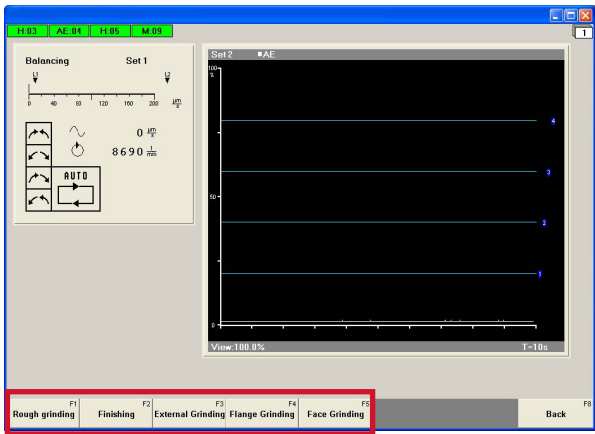 H:03 AE:04 H:05 M:09
1
Balancing Set 1
L1 L2
0 40 80 120 160 200 µm/s
0 µm/s
8690 1/min
AUTO
Set 2 AE
100
%
4
3
50
2
1
0
View:100.0% T=10s
F1 F2 F3 F4 F5 F8
Rough grinding Finishing External Grinding Flange Grinding Face Grinding Back